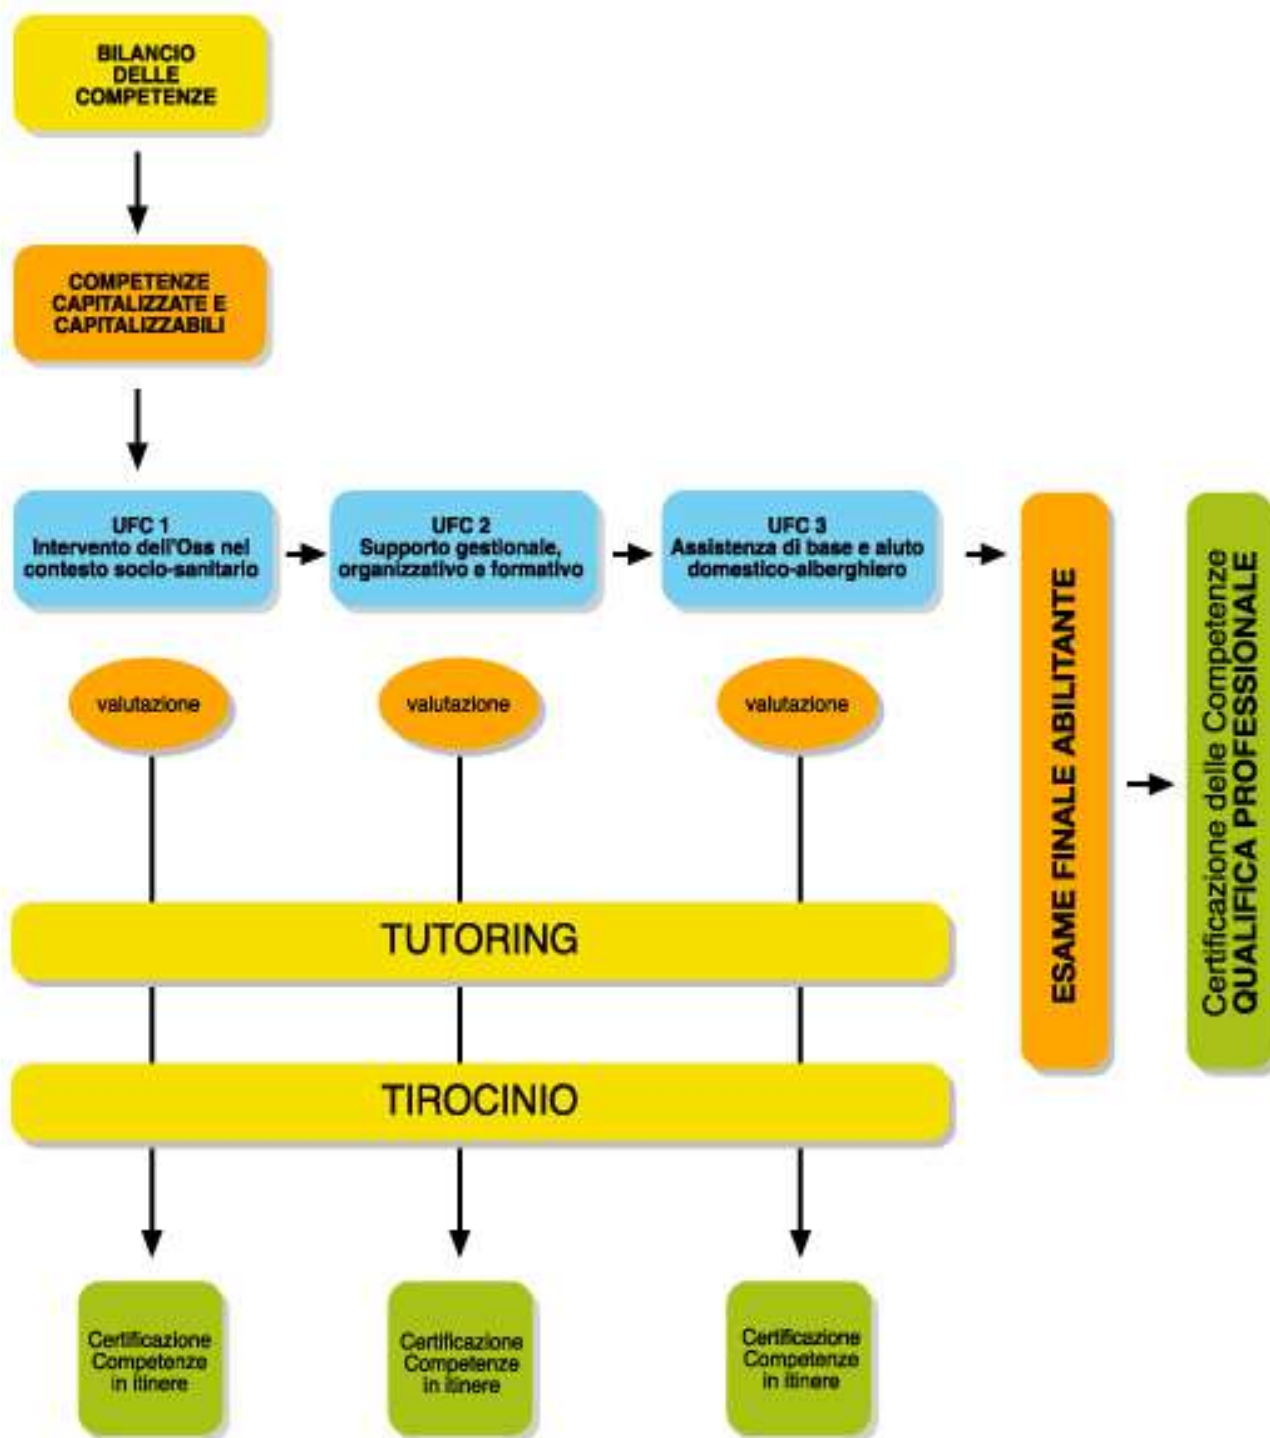 BILANCIO
DELLE
COMPETENZE
COMPETENZE
CAPITALIZZATE E
CAPITALIZZABILI
UFC 1
Intervento dell'Oss nel
contesto socio-sanitario
UFC 2
Supporto gestionale,
organizzativo e formativo
UFC 3
Assistenza di base e aiuto
domestico-alberghiero
valutazione
valutazione
valutazione
TUTORING
TIROCINIO
Certificazione
Competenze
in itinere
Certificazione
Competenze
in itinere
Certificazione
Competenze
in itinere
ESAME FINALE ABILITANTE
Certificazione delle Competenze
QUALIFICA PROFESSIONALE